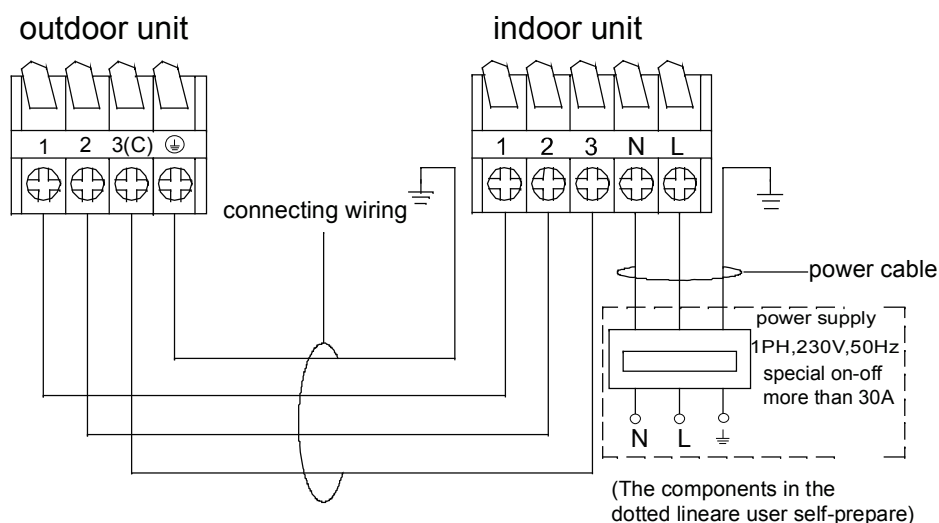 outdoor unit
indoor unit
1 2 3(C) ⏚
1 2 3 N L
connecting wiring
power cable
power supply
1PH,230V,50Hz
special on-off
more than 30A
N L
(The components in the
dotted lineare user self-prepare)